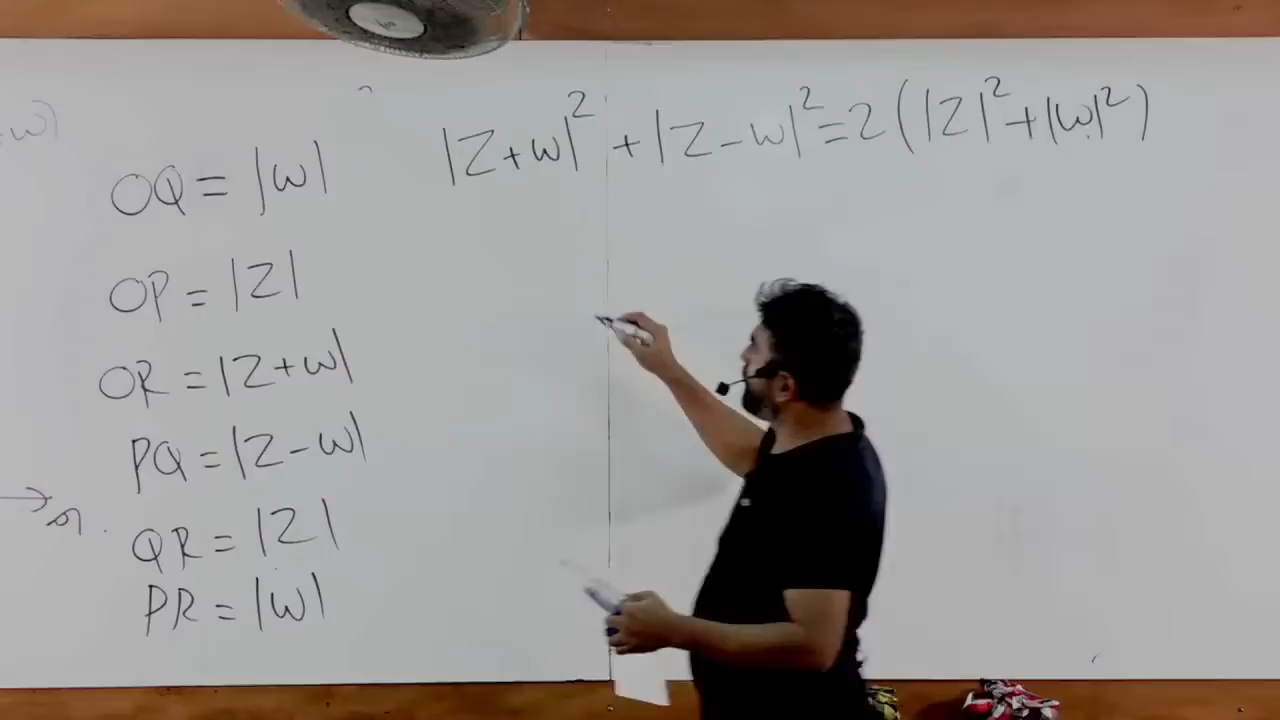 |Z+w|² + |Z-w|² = 2(|Z|² + |w|²)
OQ = |w|
OP = |Z|
OR = |Z+w|
PQ = |Z-w|
QR = |Z|
PR = |w|